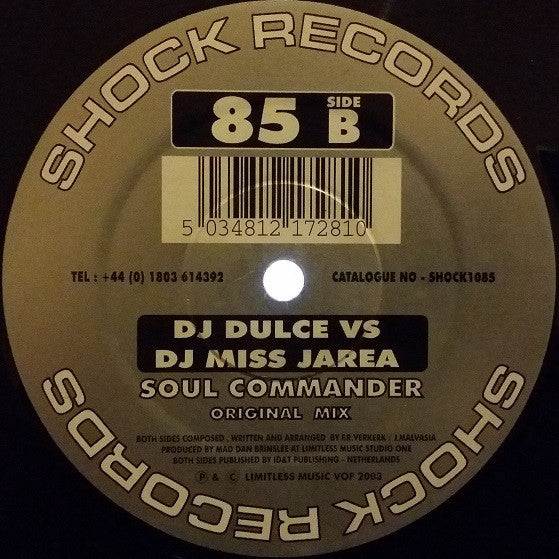 SHOCK RECORDS
85 SIDE B
5 034812 172810
TEL : +44 (0) 1803 614392
CATALOGUE NO - SHOCK1085
DJ DULCE VS
DJ MISS JAREA
SOUL COMMANDER
ORIGINAL MIX
BOTH SIDES COMPOSED , WRITTEN AND ARRANGED BY F.R.VERKERK : J.MALVASIA
PRODUCED BY MAD DAN BRINSLEE AT LIMITLESS MUSIC STUDIO ONE
BOTH SIDES PUBLISHED BY ID&T PUBLISHING - NETHERLANDS
Ⓟ & © LIMITLESS MUSIC VOF 2003
SHOCK RECORDS